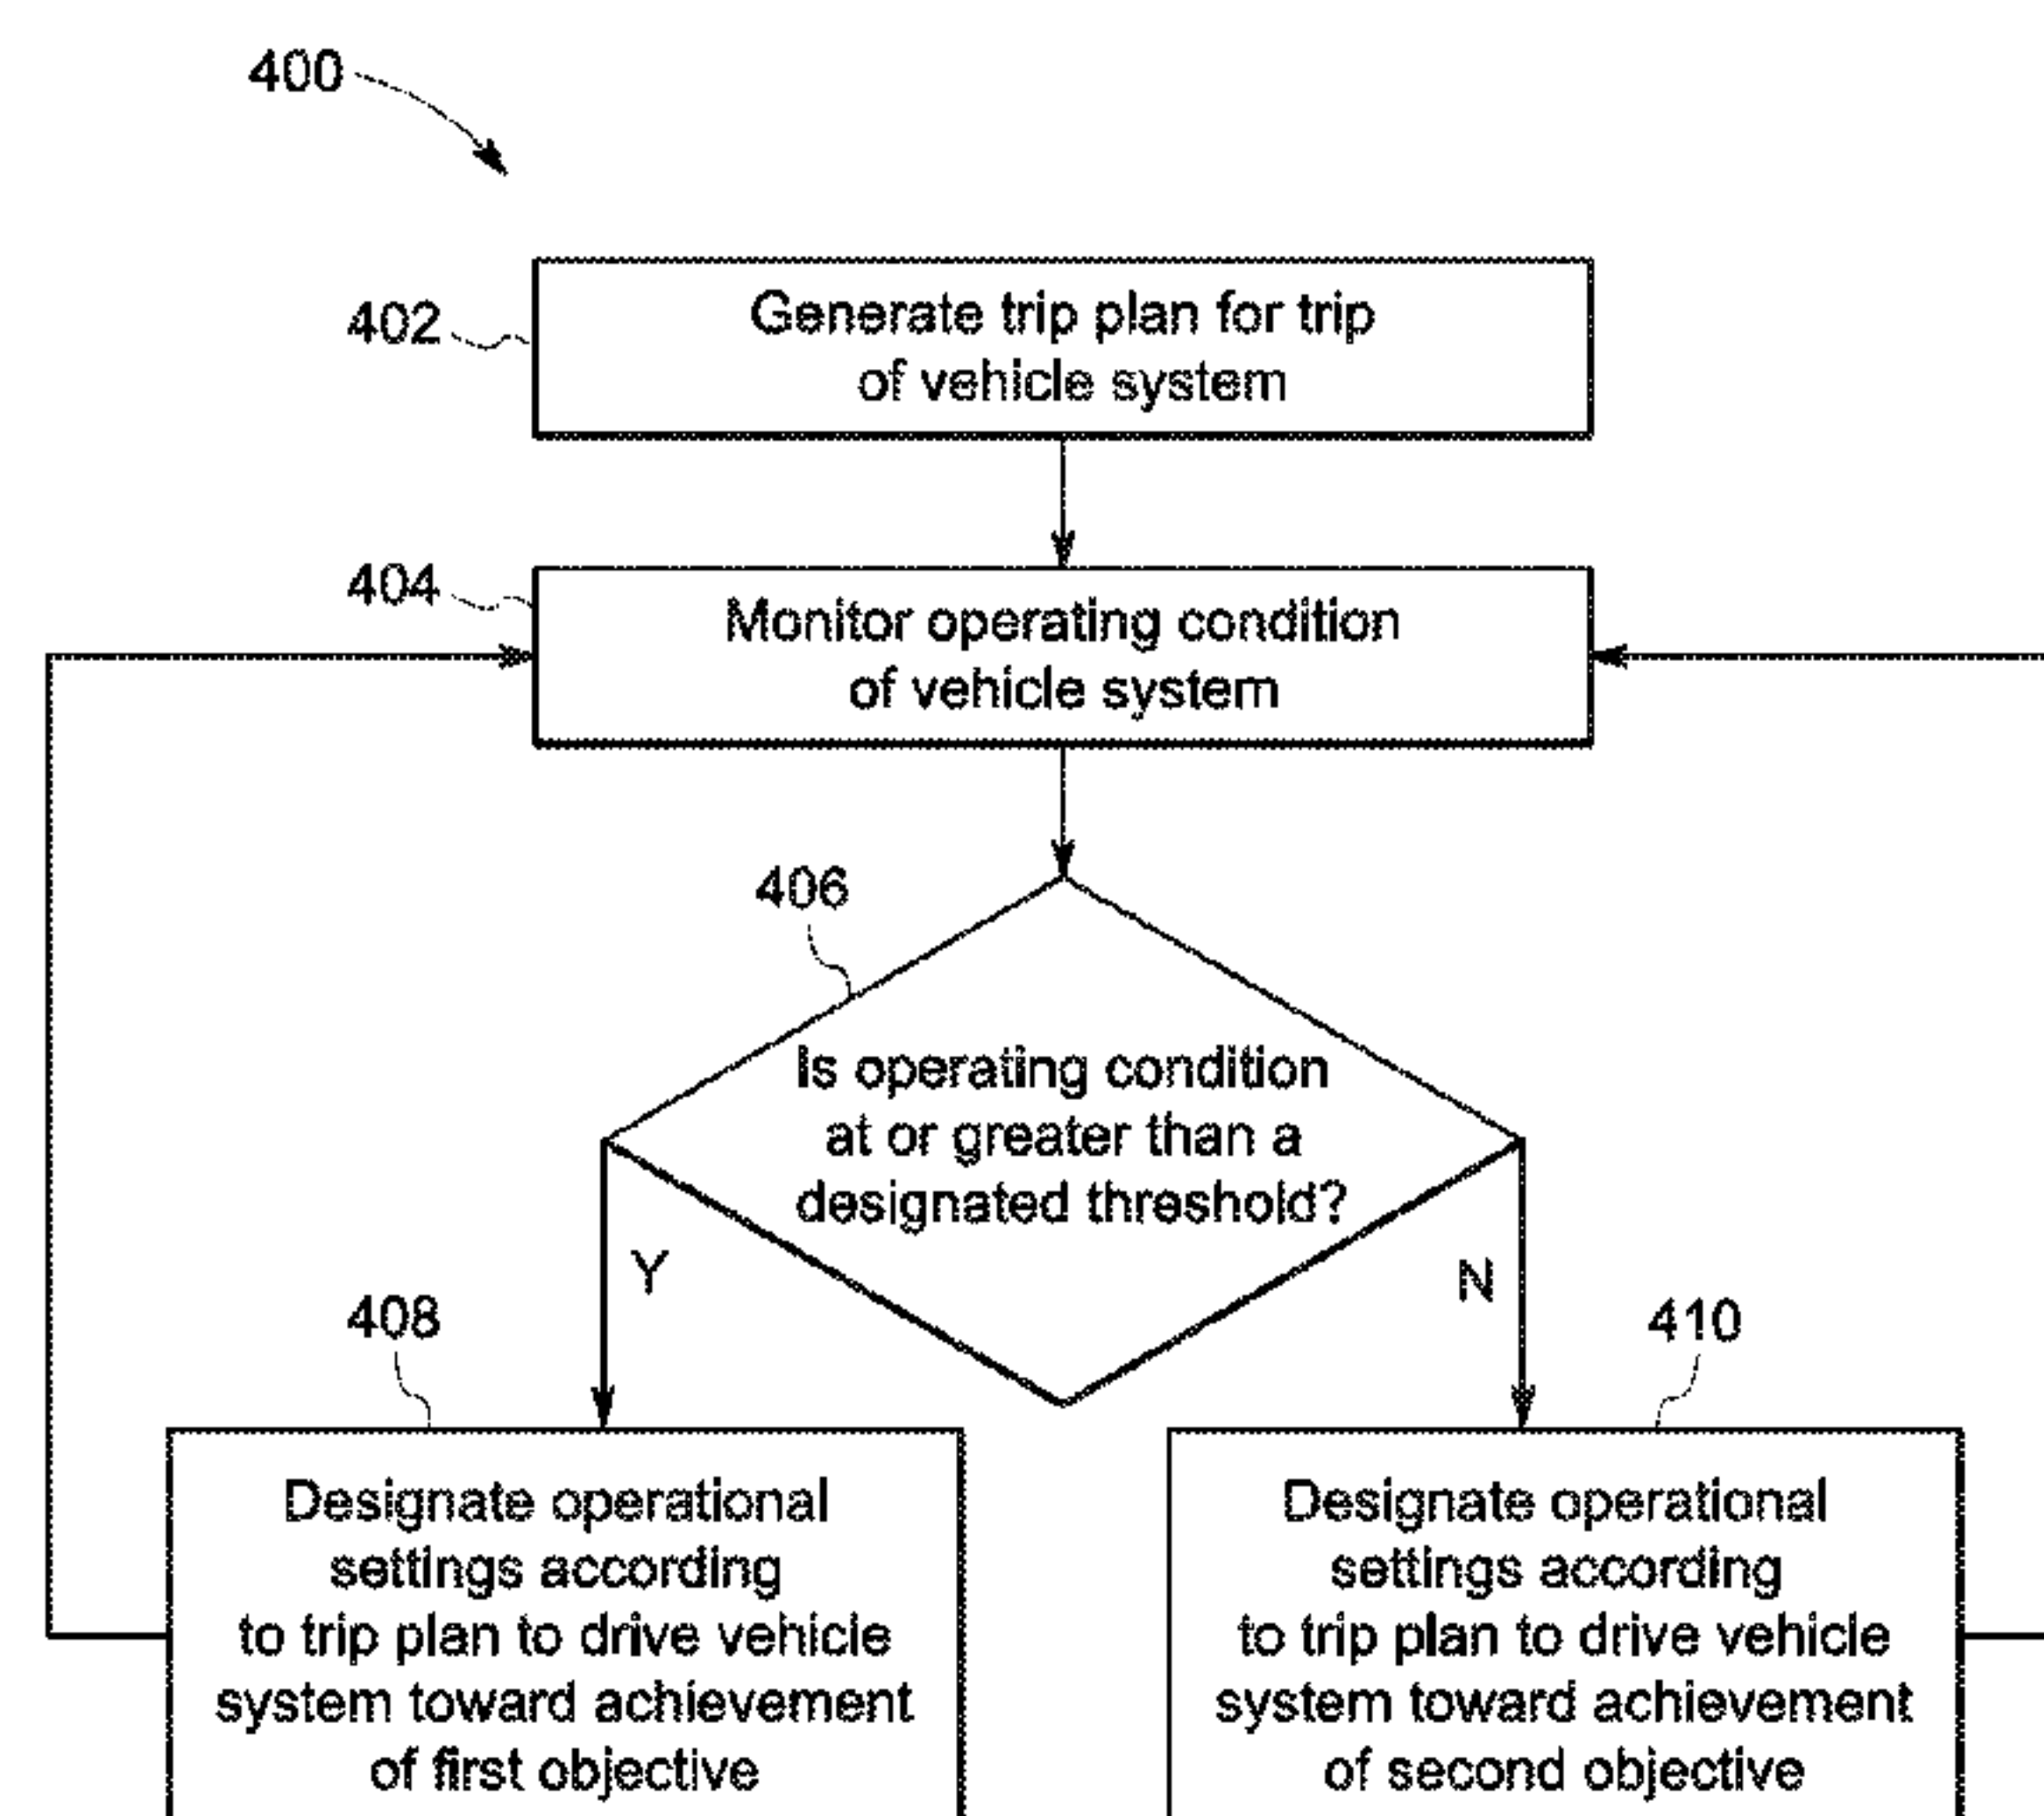 400
402
Generate trip plan for trip
of vehicle system
404
Monitor operating condition
of vehicle system
406
Is operating condition
at or greater than a
designated threshold?
Y
N
408
410
Designate operational
settings according
to trip plan to drive vehicle
system toward achievement
of first objective
Designate operational
settings according
to trip plan to drive vehicle
system toward achievement
of second objective